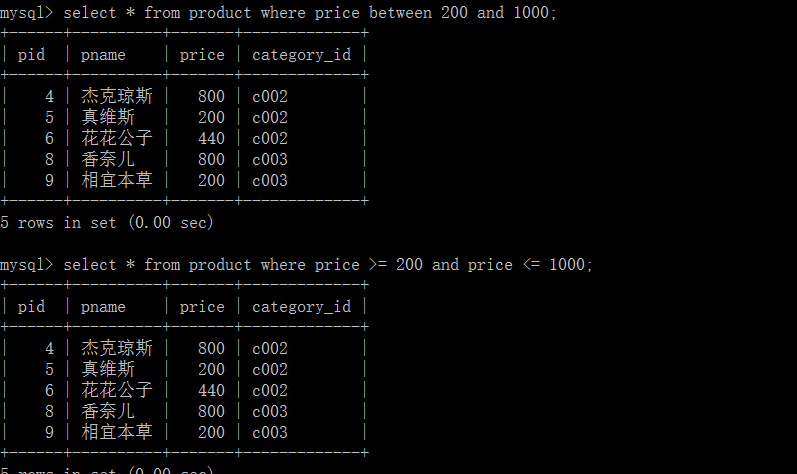 mysql> select * from product where price between 200 and 1000;
+------+----------+-------+-------------+
| pid  | pname    | price | category_id |
+------+----------+-------+-------------+
|    4 | 杰克琼斯 |   800 | c002        |
|    5 | 真维斯   |   200 | c002        |
|    6 | 花花公子 |   440 | c002        |
|    8 | 香奈儿   |   800 | c003        |
|    9 | 相宜本草 |   200 | c003        |
+------+----------+-------+-------------+
5 rows in set (0.00 sec)
mysql> select * from product where price >= 200 and price <= 1000;
+------+----------+-------+-------------+
| pid  | pname    | price | category_id |
+------+----------+-------+-------------+
|    4 | 杰克琼斯 |   800 | c002        |
|    5 | 真维斯   |   200 | c002        |
|    6 | 花花公子 |   440 | c002        |
|    8 | 香奈儿   |   800 | c003        |
|    9 | 相宜本草 |   200 | c003        |
+------+----------+-------+-------------+
5 rows in set (0.00 sec)